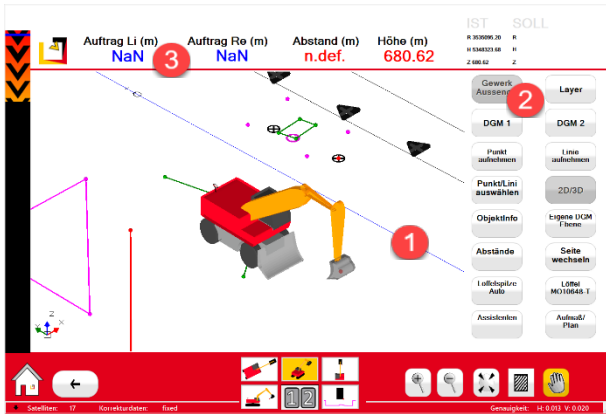 IST SOLL
Auftrag Li (m) Auftrag Re (m) Abstand (m) Höhe (m)
NaN NaN n.def. 680.62
R 3535095.20 R
H 5348323.68 H
Z 680.62 Z
3
Gewerk
Aussen
2
Layer
DGM 1
DGM 2
Punkt
aufnehmen
Linie
aufnehmen
Punkt/Lini
auswählen
2D/3D
ObjektInfo
Eigene DGM
Ebene
1
Abstände
Seite
wechseln
Löffelspitze
Auto
Löffel
MO10648-T
Assistenten
Aufmaß/
Plan
Z
X
1 2
Satelliten: 17 Korrekturdaten: fixed Genauigkeit: H: 0.013 V: 0.020